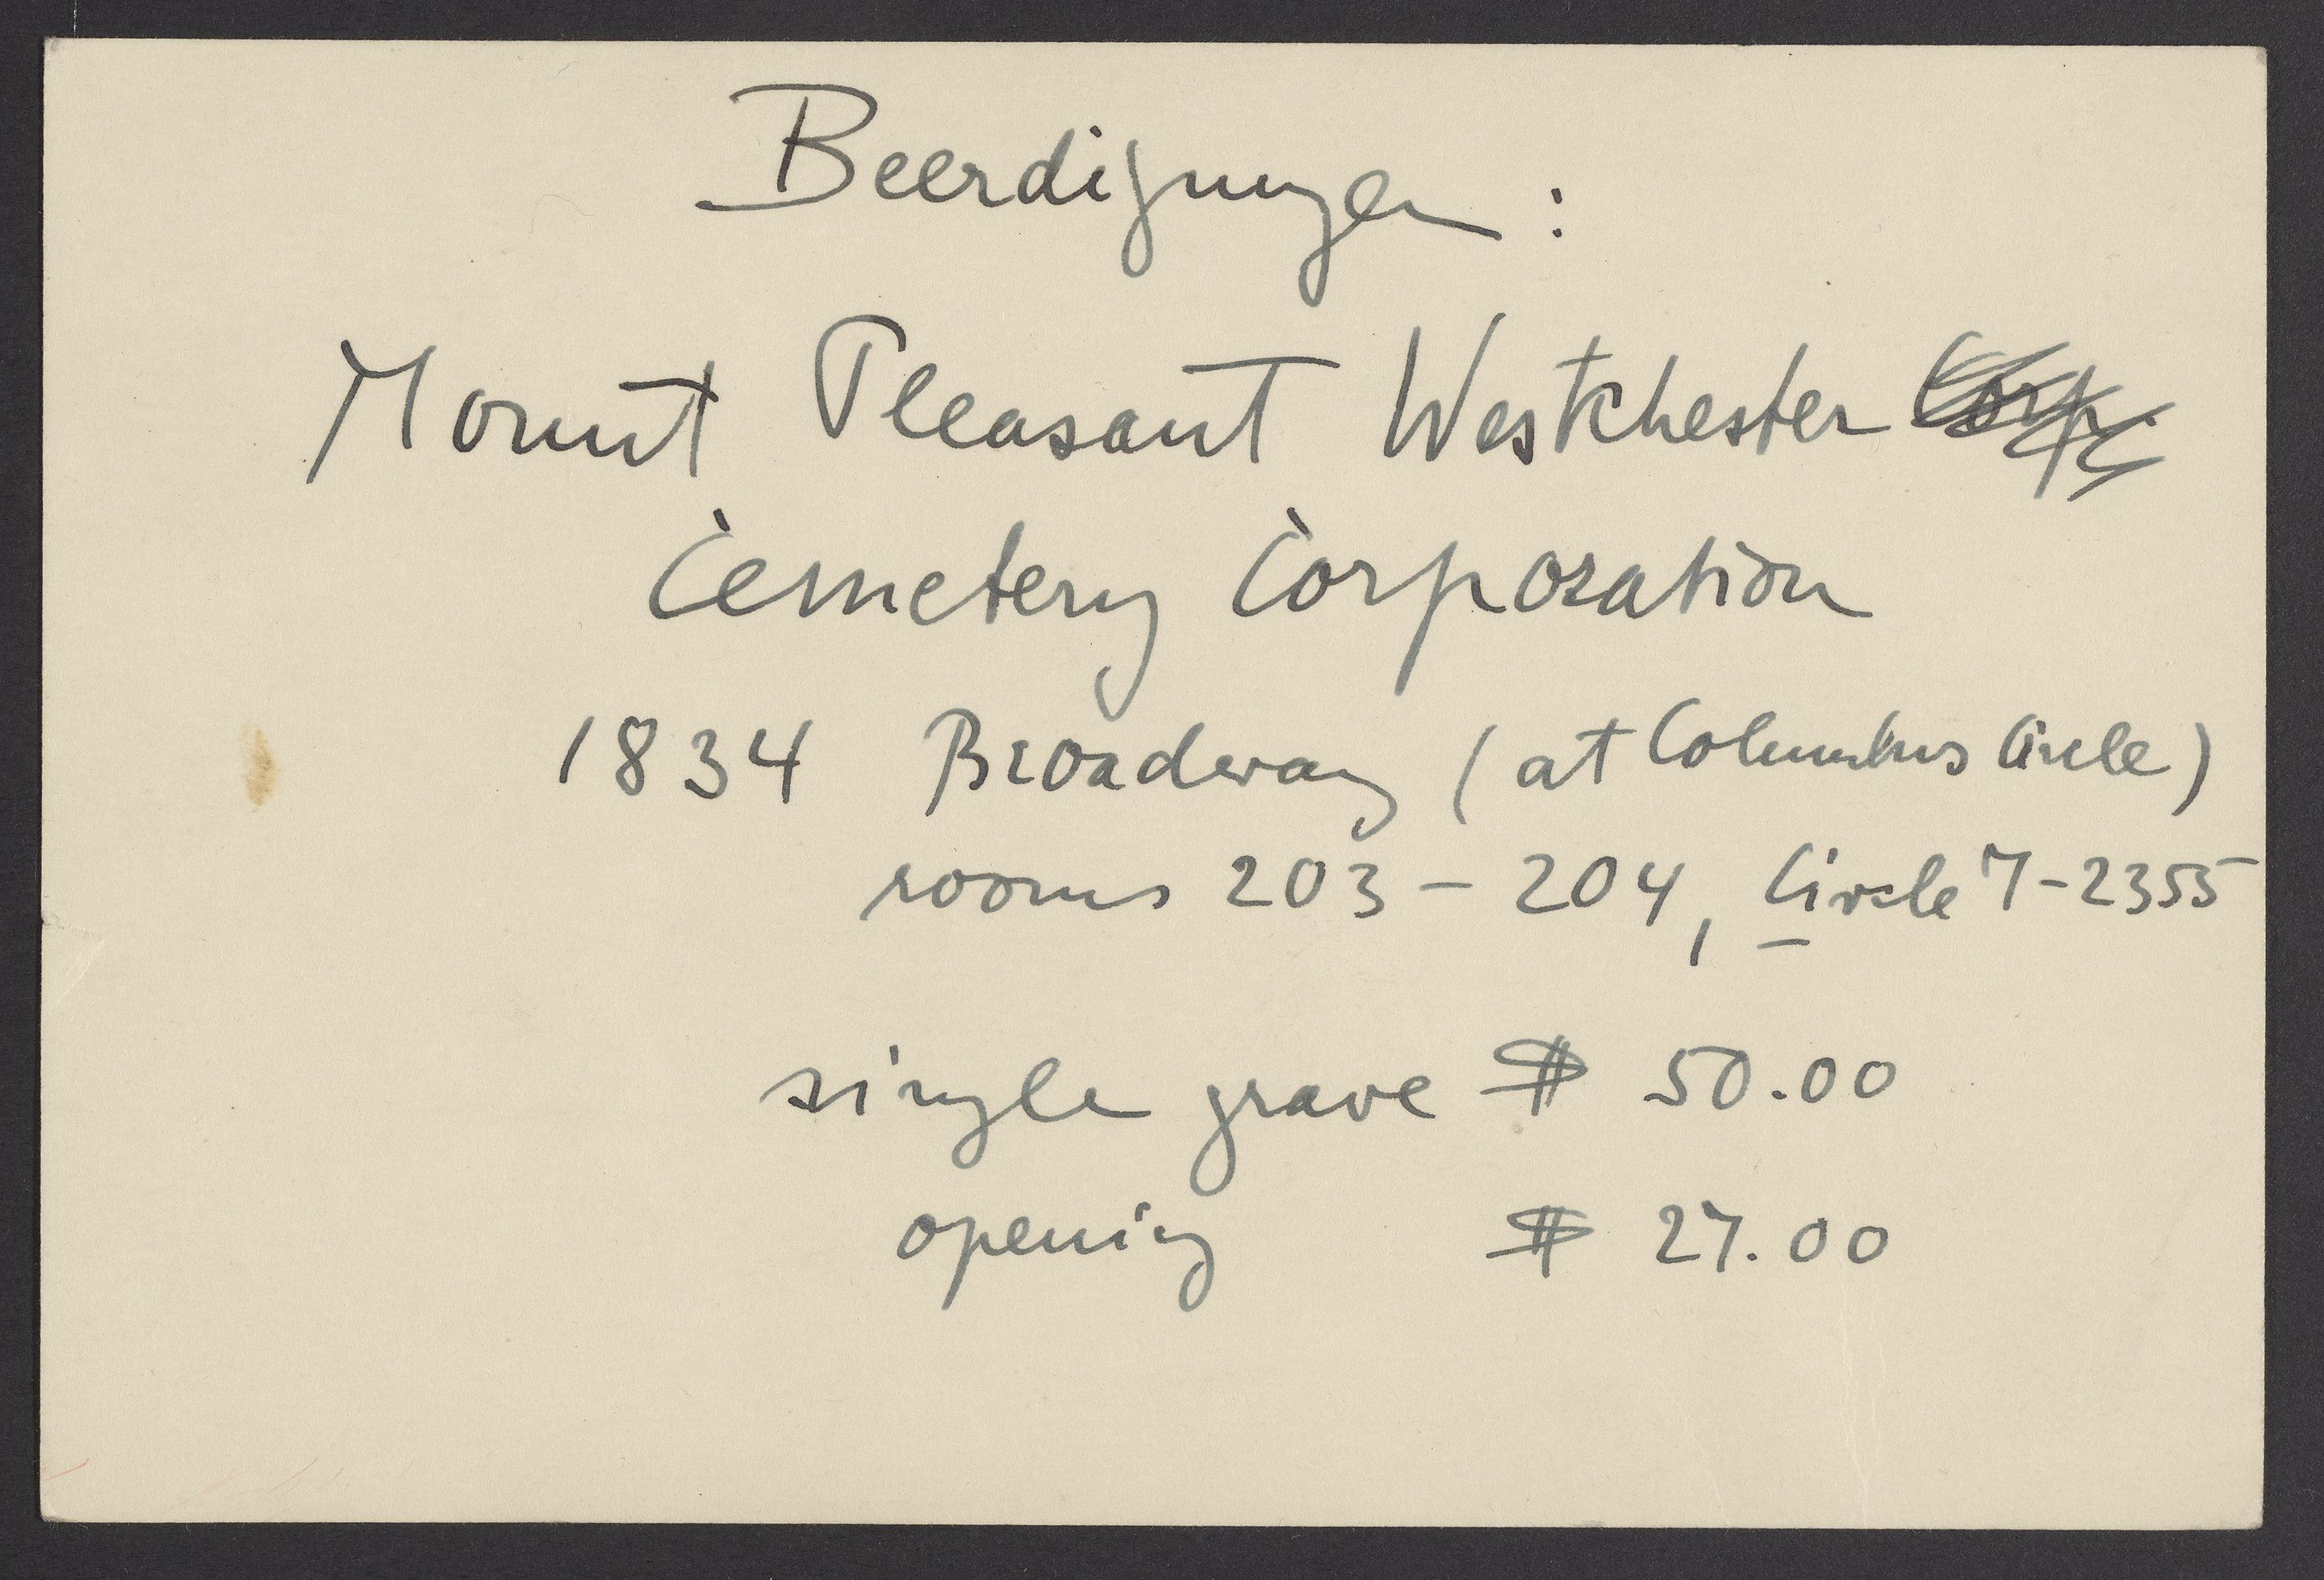 Beerdigungen :
Mount Pleasant Westchester Corp.
Cemetery Corporation
1834 Broadway (at Columbus Circle)
rooms 203 - 204, Circle 7-2355
single grave $ 50.00
opening $ 27.00